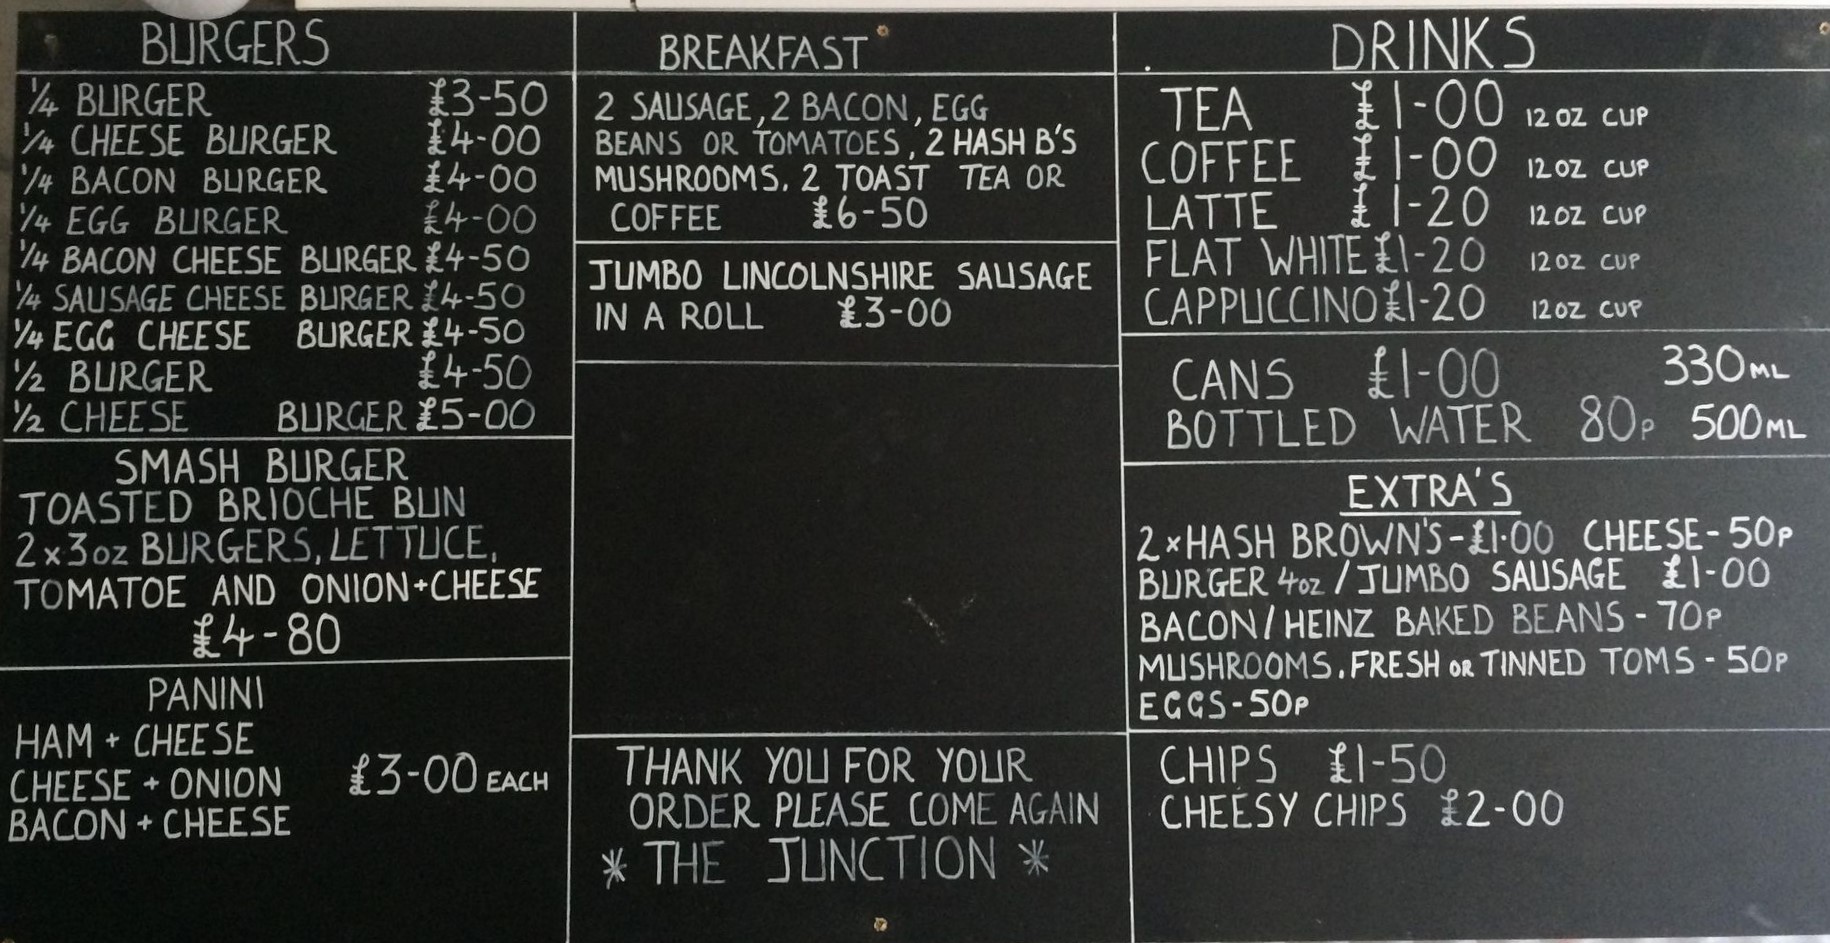 BURGERS
1/4 BURGER £3-50
1/4 CHEESE BURGER £4-00
1/4 BACON BURGER £4-00
1/4 EGG BURGER £4-00
1/4 BACON CHEESE BURGER £4-50
1/4 SAUSAGE CHEESE BURGER £4-50
1/4 EGG CHEESE BURGER £4-50
1/2 BURGER £4-50
1/2 CHEESE BURGER £5-00
SMASH BURGER
TOASTED BRIOCHE BUN
2x3oz BURGERS, LETTUCE,
TOMATOE AND ONION+CHEESE
£4-80
PANINI
HAM + CHEESE
CHEESE + ONION £3-00 EACH
BACON + CHEESE
BREAKFAST
2 SAUSAGE, 2 BACON, EGG
BEANS OR TOMATOES, 2 HASH B'S
MUSHROOMS. 2 TOAST TEA OR
COFFEE £6-50
JUMBO LINCOLNSHIRE SAUSAGE
IN A ROLL £3-00
THANK YOU FOR YOUR
ORDER PLEASE COME AGAIN
* THE JUNCTION *
DRINKS
TEA £1-00 12 OZ CUP
COFFEE £1-00 12 OZ CUP
LATTE £1-20 12 OZ CUP
FLAT WHITE £1-20 12 OZ CUP
CAPPUCCINO £1-20 12 OZ CUP
CANS £1-00 330ML
BOTTLED WATER 80P 500ML
EXTRA'S
2 x HASH BROWN'S - £1·00 CHEESE - 50P
BURGER 4oz / JUMBO SAUSAGE £1-00
BACON / HEINZ BAKED BEANS - 70P
MUSHROOMS. FRESH OR TINNED TOMS - 50P
EGGS - 50P
CHIPS £1-50
CHEESY CHIPS £2-00